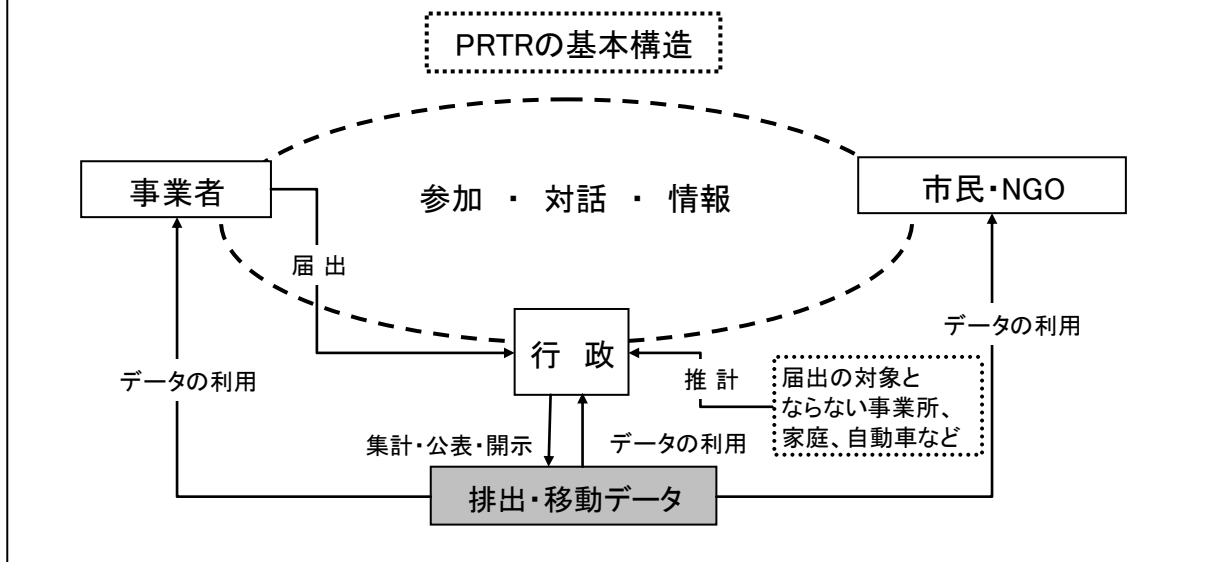 PRTRの基本構造
事業者
参加 ・ 対話 ・ 情報
市民・NGO
届 出
行 政
データの利用
データの利用
推 計
届出の対象と
ならない事業所、
家庭、自動車など
集計・公表・開示
データの利用
排出・移動データ